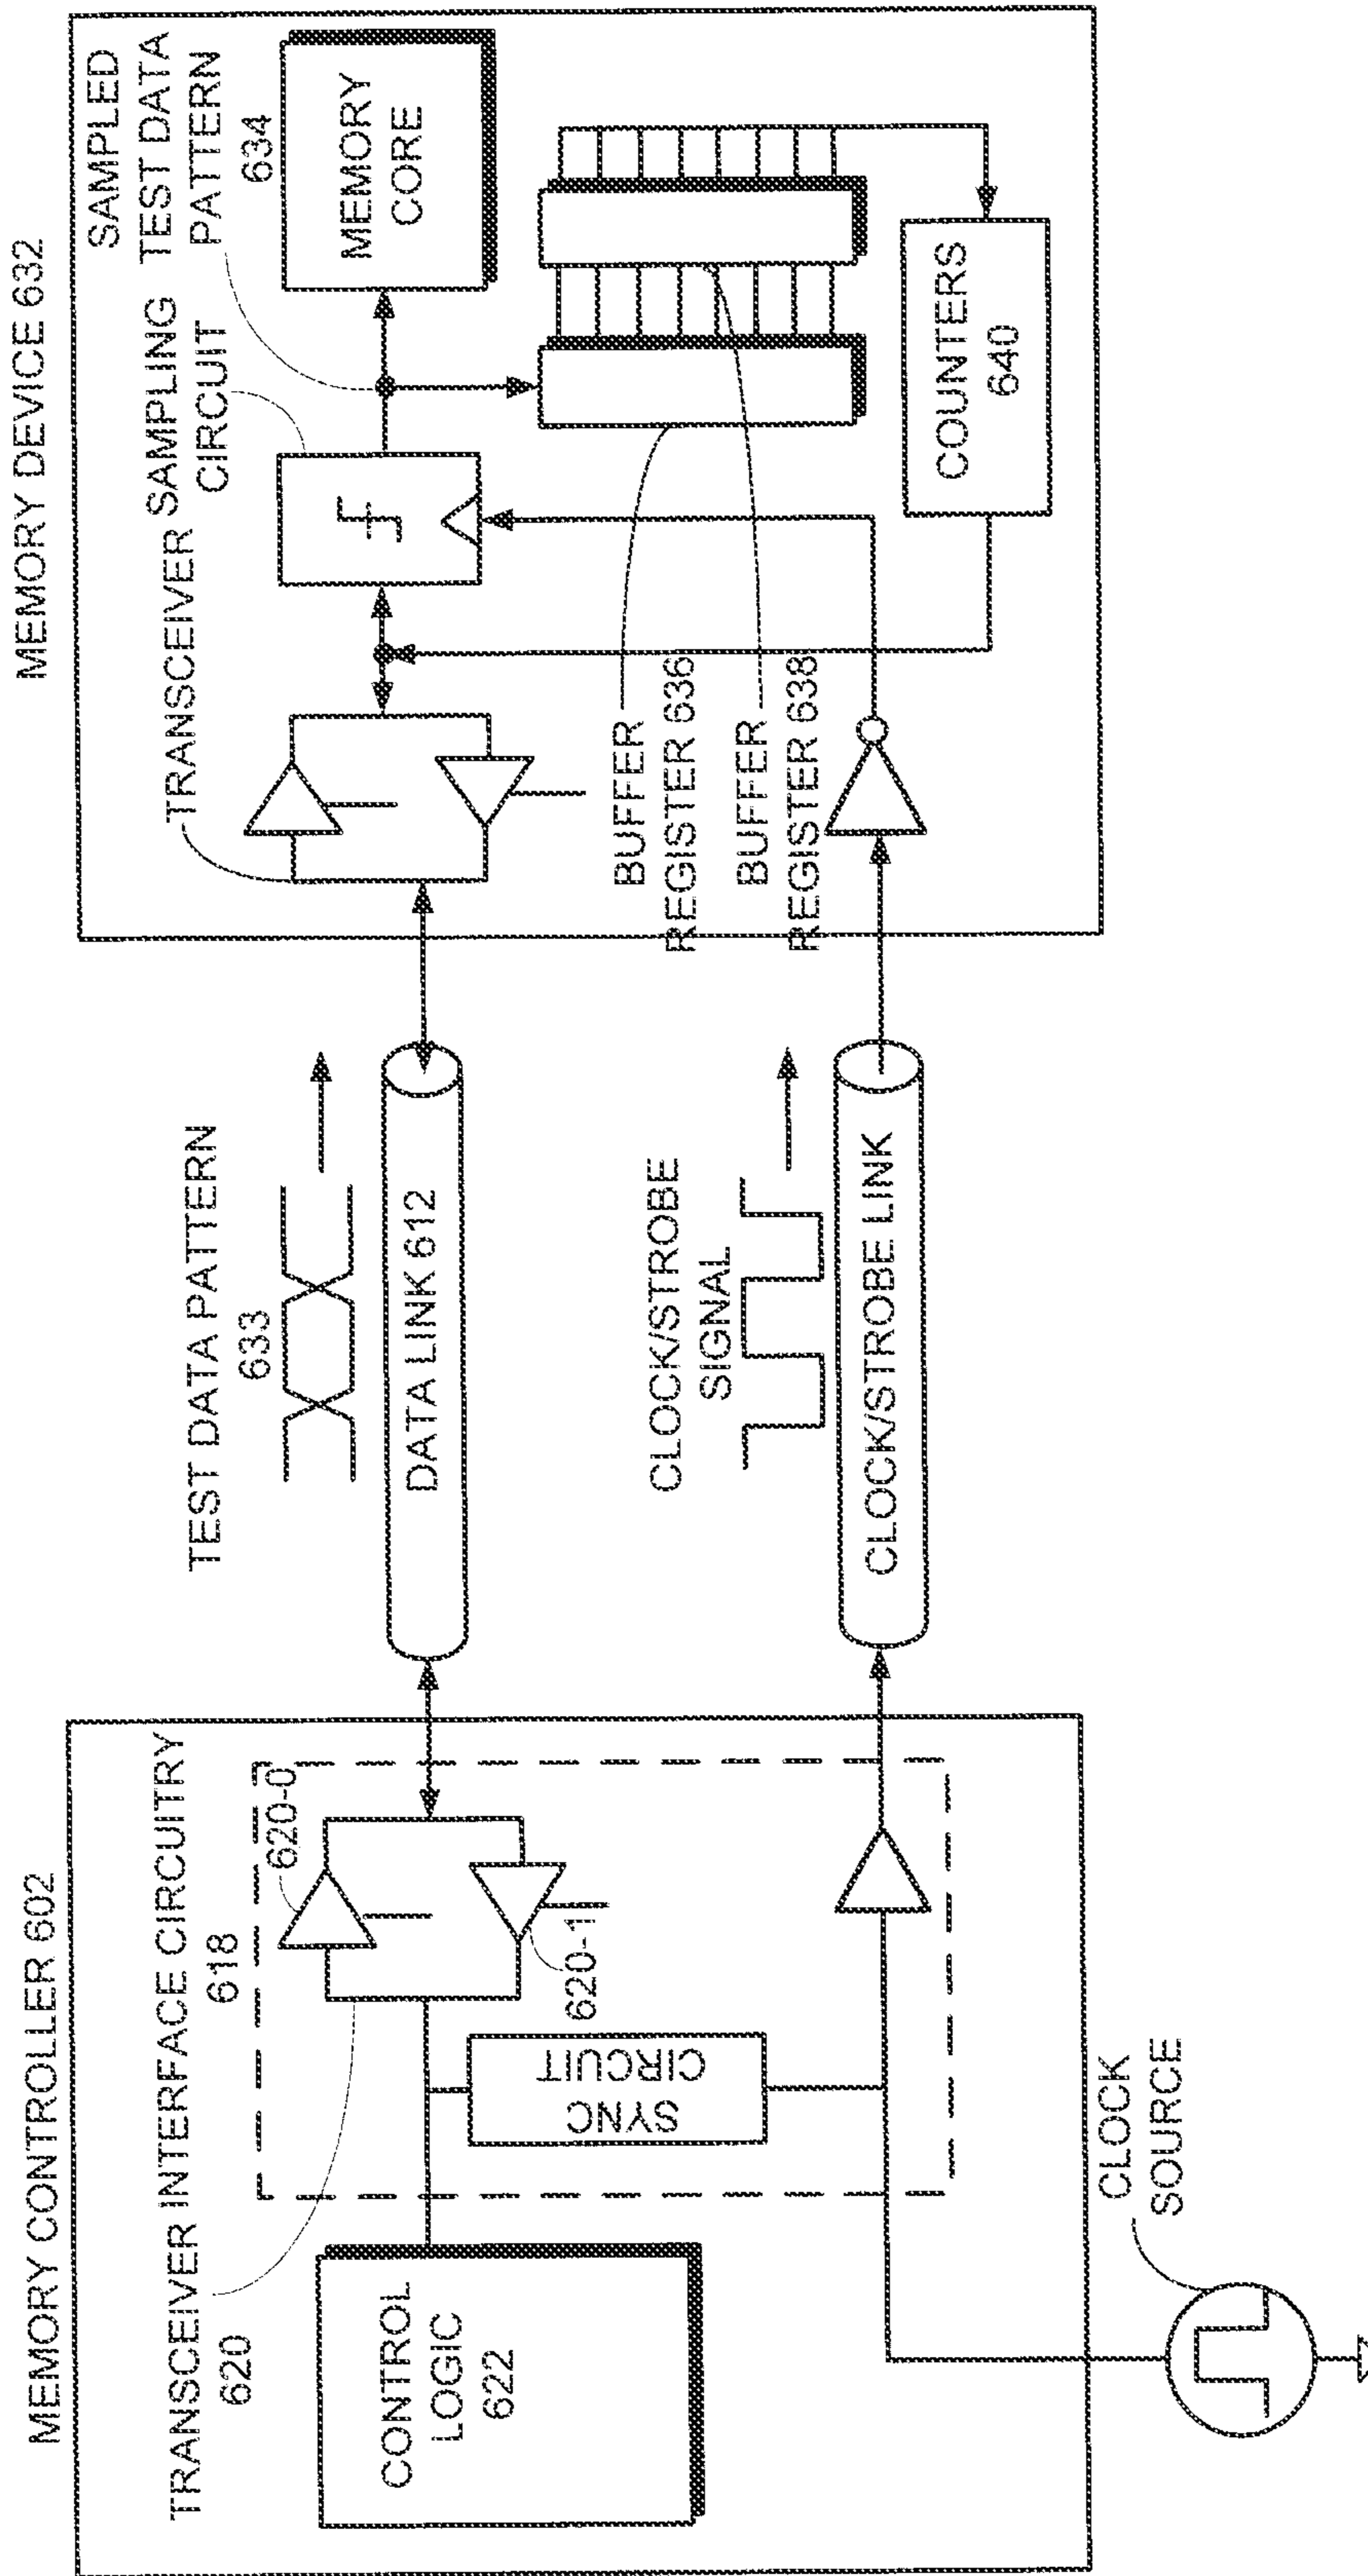 MEMORY CONTROLLER 602
TRANSCEIVER
620
INTERFACE CIRCUITRY
618
620-0
620-1
CONTROL
LOGIC
622
SYNC
CIRCUIT
CLOCK
SOURCE
TEST DATA PATTERN
633
DATA LINK 612
CLOCK/STROBE
SIGNAL
CLOCK/STROBE LINK
MEMORY DEVICE 632
TRANSCEIVER
SAMPLING
CIRCUIT
SAMPLED
TEST DATA
PATTERN
634
MEMORY
CORE
BUFFER
REGISTER 636
BUFFER
REGISTER 638
COUNTERS
640